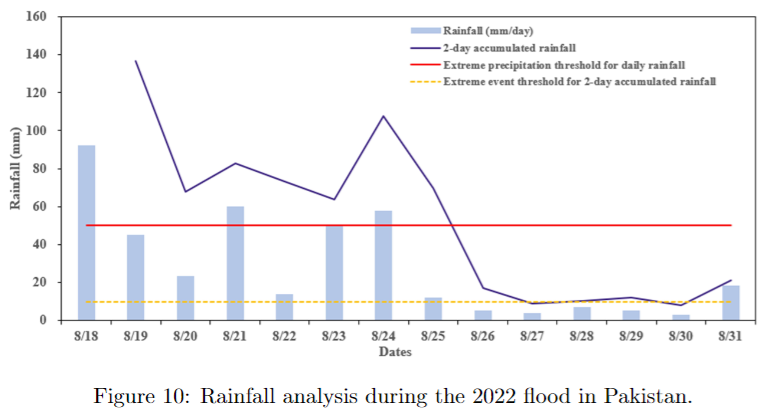 160
140
120
100
80
60
40
20
0
Rainfall (mm)
Rainfall (mm/day)
2-day accumulated rainfall
Extreme precipitation threshold for daily rainfall
Extreme event threshold for 2-day accumulated rainfall
8/18 8/19 8/20 8/21 8/22 8/23 8/24 8/25 8/26 8/27 8/28 8/29 8/30 8/31
Dates
Figure 10: Rainfall analysis during the 2022 flood in Pakistan.